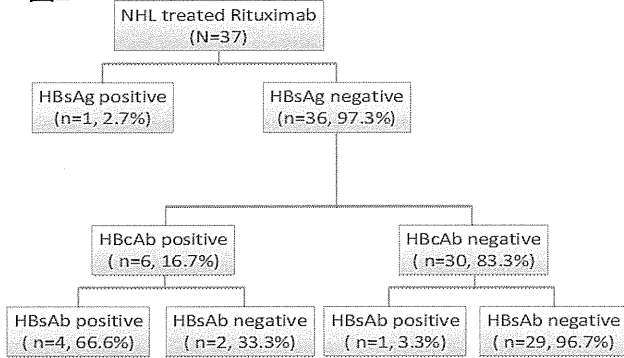 NHL treated Rituximab
(N=37)
HBsAg positive
(n=1, 2.7%)
HBsAg negative
(n=36, 97.3%)
HBcAb positive
( n=6, 16.7%)
HBcAb negative
( n=30, 83.3%)
HBsAb positive
( n=4, 66.6%)
HBsAb negative
( n=2, 33.3%)
HBsAb positive
( n=1, 3.3%)
HBsAb negative
( n=29, 96.7%)